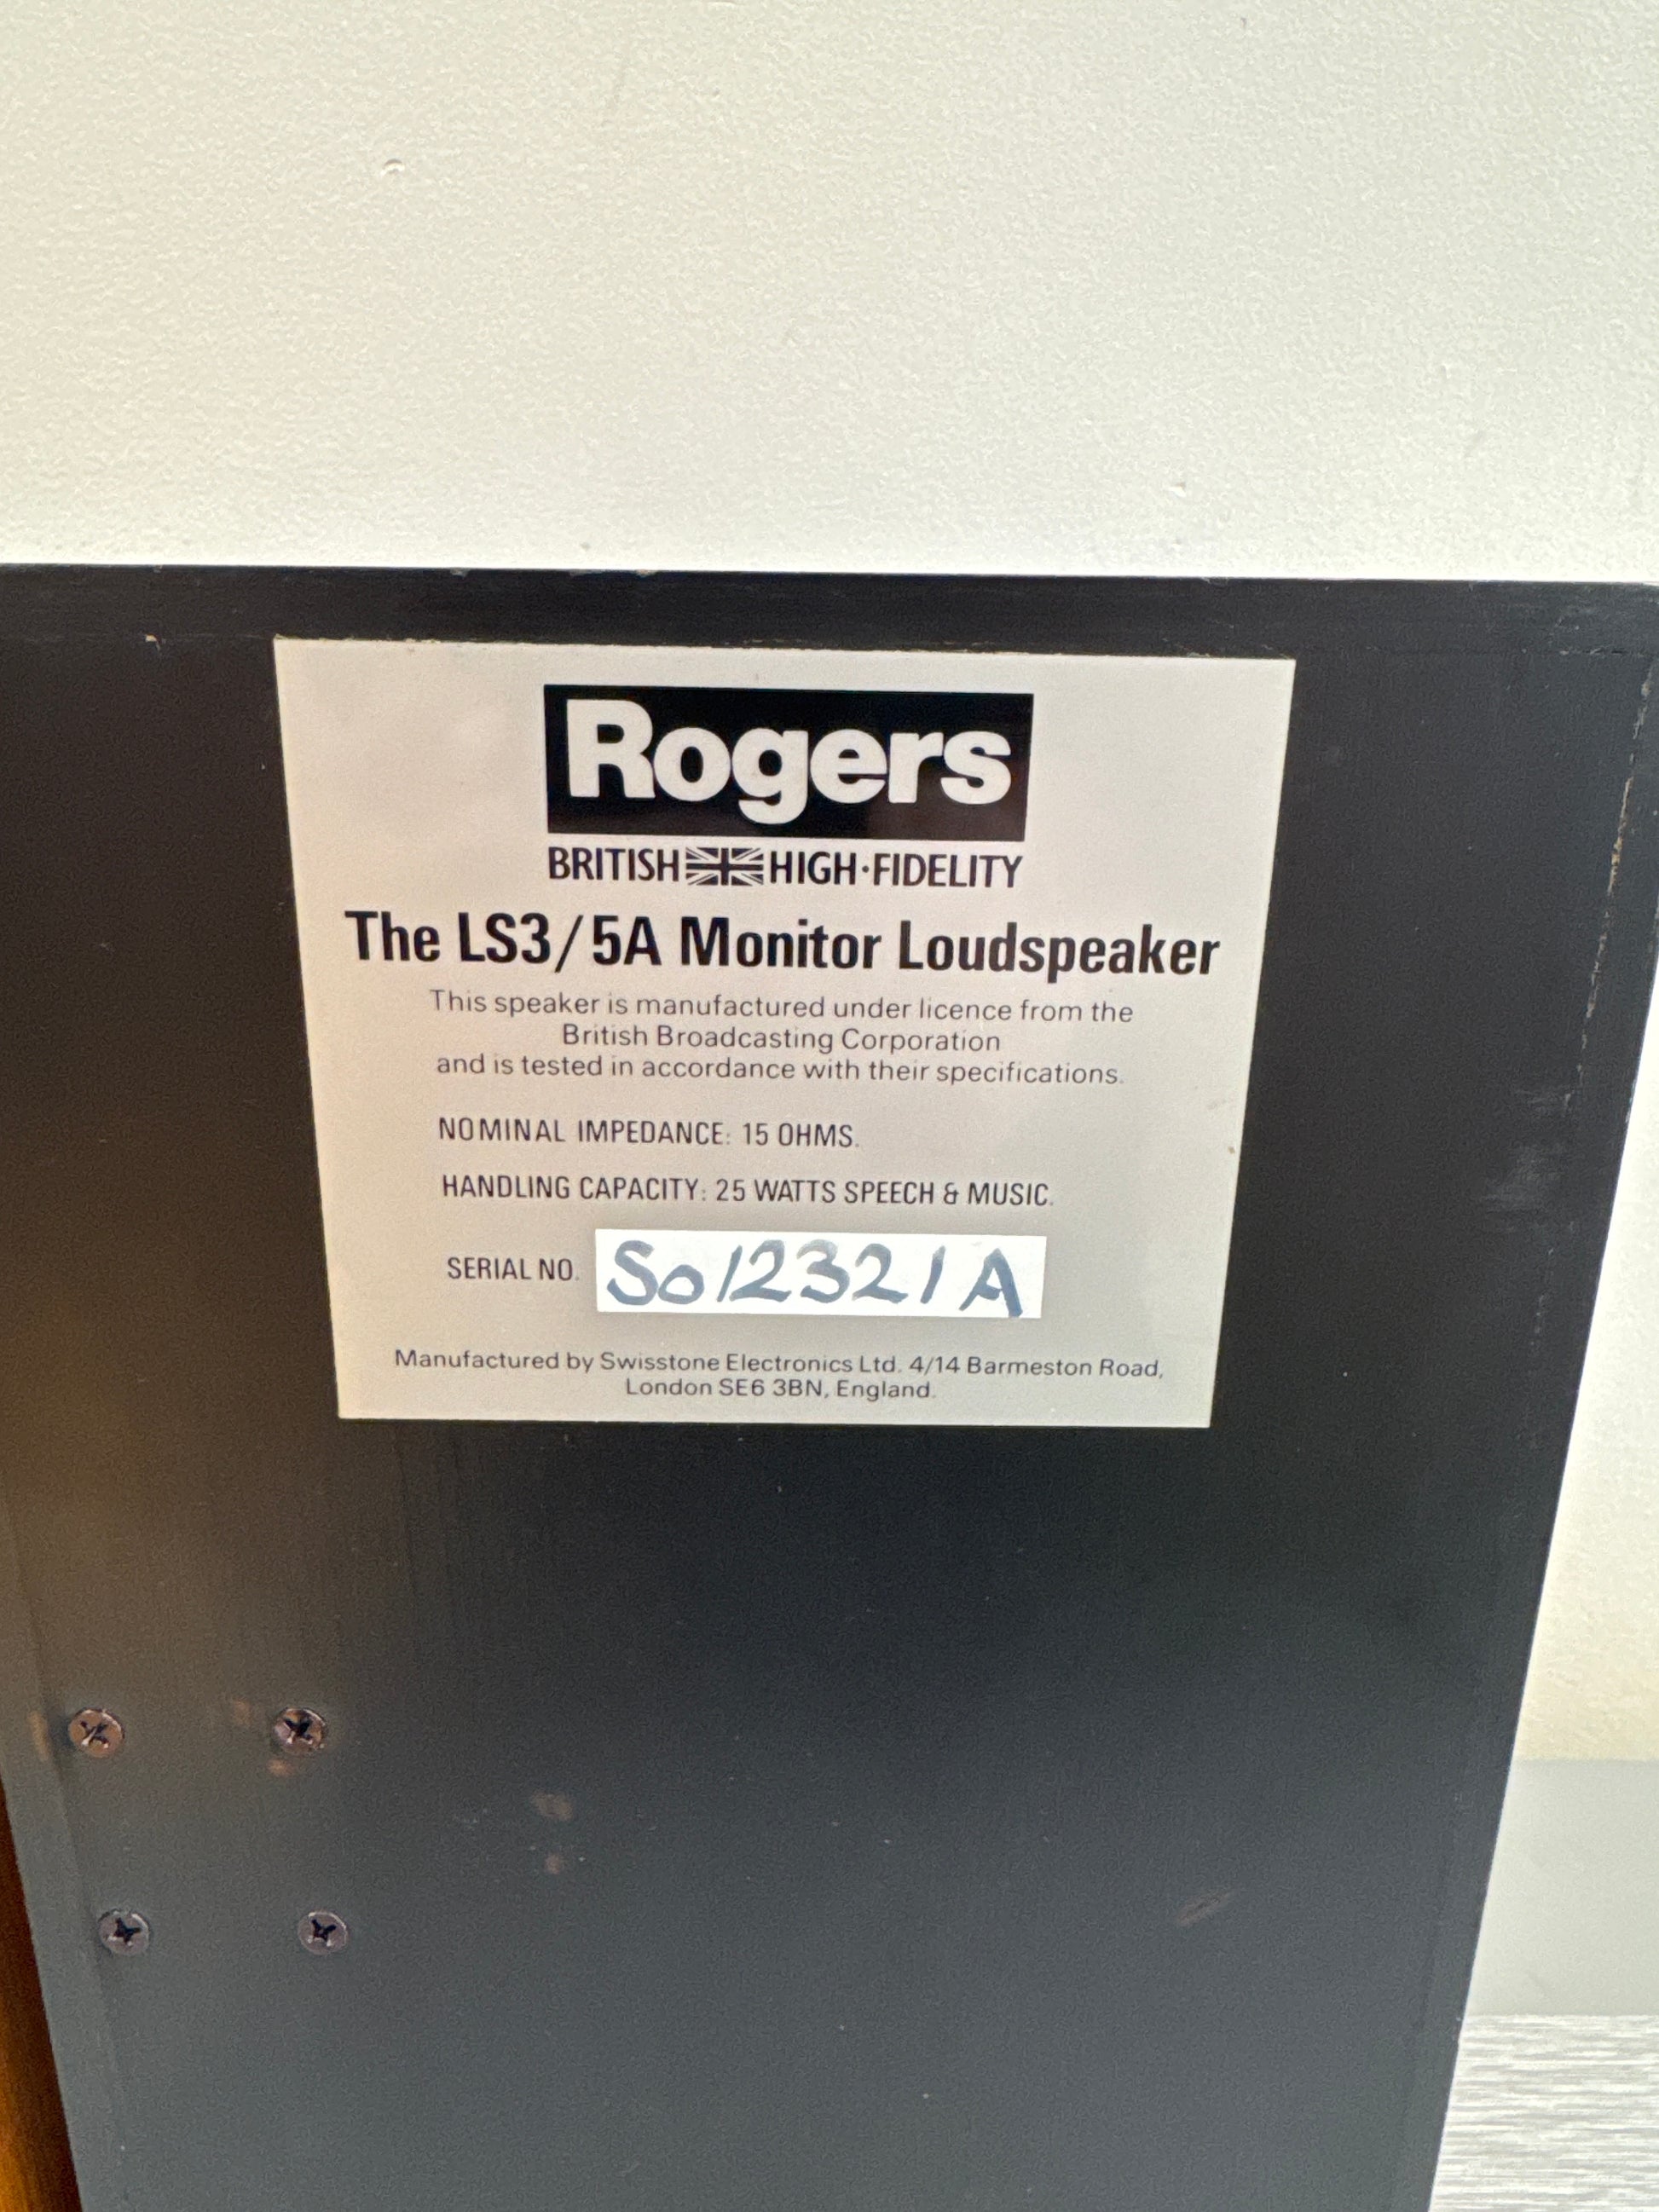 Rogers
BRITISH HIGH·FIDELITY
The LS3/5A Monitor Loudspeaker
This speaker is manufactured under licence from the
British Broadcasting Corporation
and is tested in accordance with their specifications.
NOMINAL IMPEDANCE: 15 OHMS.
HANDLING CAPACITY: 25 WATTS SPEECH & MUSIC.
SERIAL NO. So12321A
Manufactured by Swisstone Electronics Ltd. 4/14 Barmeston Road,
London SE6 3BN, England.